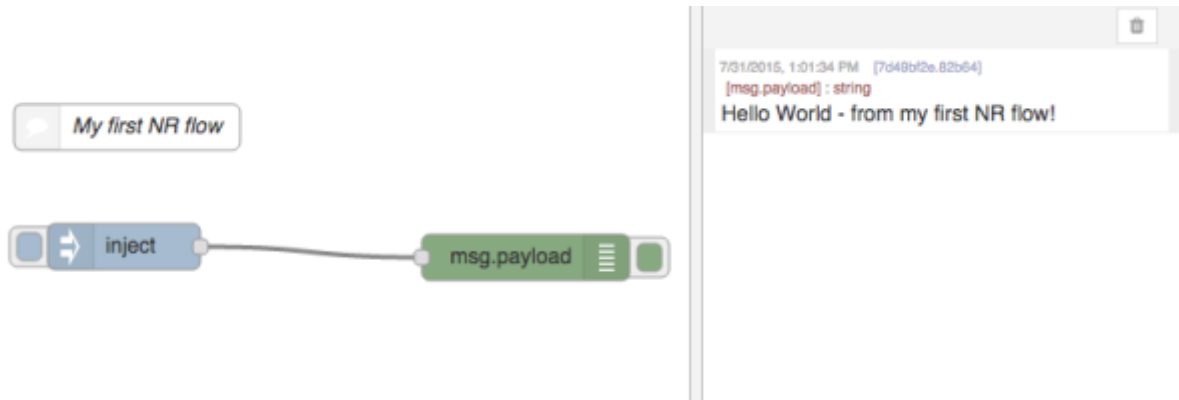 My first NR flow
inject
msg.payload
7/31/2015, 1:01:34 PM [7d49bf2e.82b64]
[msg.payload] : string
Hello World - from my first NR flow!